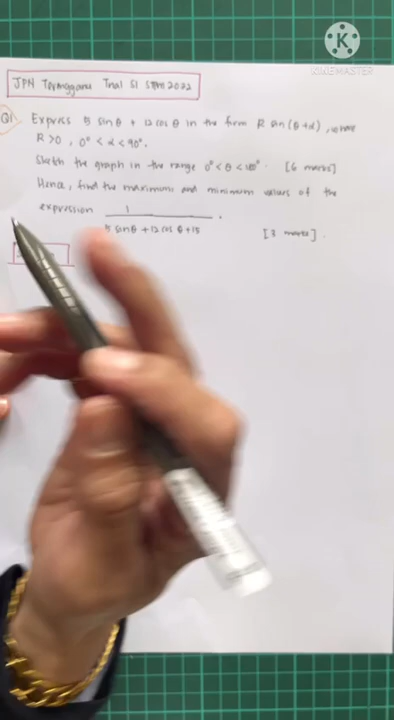 KINEMASTER
JPN Terengganu Trial S1 STPM 2022
Q1 Express 5 sin θ + 12 cos θ in the form R sin (θ+α), where
R>0, 0° < α < 90°.
Sketch the graph in the range 0° < θ < 180°. [6 marks]
Hence, find the maximum and minimum values of the
expression 1
5 sin θ + 12 cos θ + 15
[3 marks].